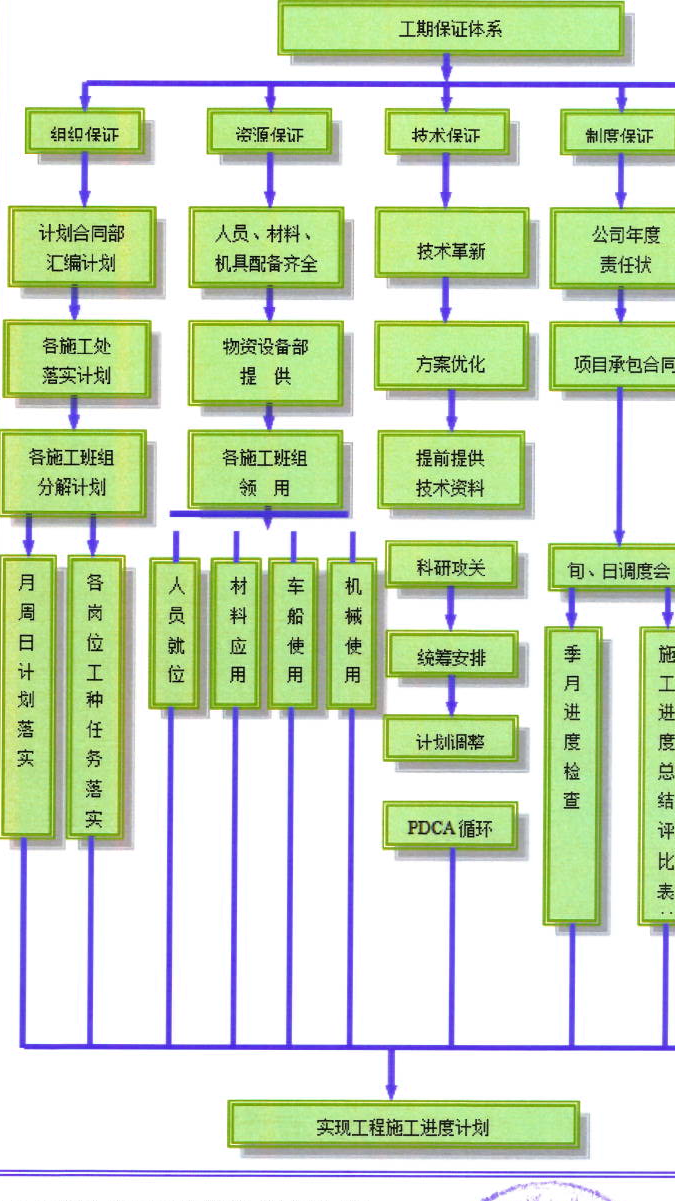 工期保证体系
组织保证
资源保证
技术保证
制度保证
计划合同部
汇编计划
人员、材料、
机具配备齐全
技术革新
公司年度
责任状
各施工处
落实计划
物资设备部
提 供
方案优化
项目承包合同
各施工班组
分解计划
各施工班组
领 用
提前提供
技术资料
科研攻关
旬、日调度会
月周日计划落实
各岗位工种任务落实
人员就位
材料应用
车船使用
机械使用
统筹安排
计划调整
季月进度检查
施工进度总结评比表
PDCA 循环
实现工程施工进度计划